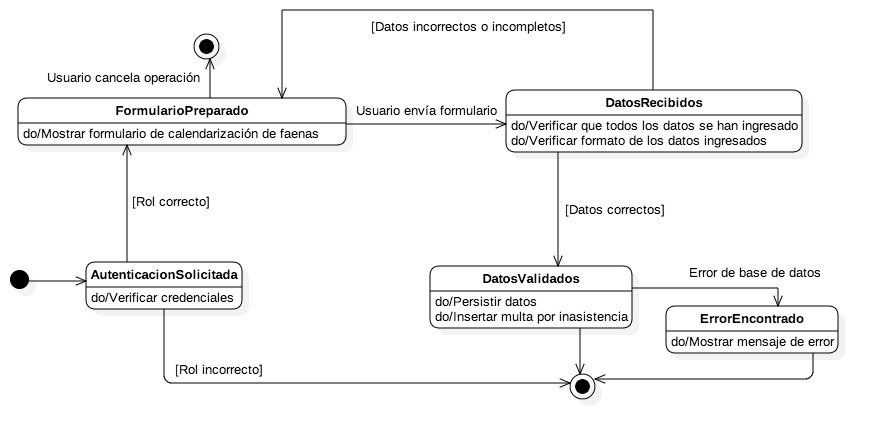 [Datos incorrectos o incompletos]
Usuario cancela operación
FormularioPreparado
do/Mostrar formulario de calendarización de faenas
Usuario envía formulario
DatosRecibidos
do/Verificar que todos los datos se han ingresado
do/Verificar formato de los datos ingresados
[Rol correcto]
[Datos correctos]
AutenticacionSolicitada
do/Verificar credenciales
DatosValidados
do/Persistir datos
do/Insertar multa por inasistencia
Error de base de datos
ErrorEncontrado
do/Mostrar mensaje de error
[Rol incorrecto]